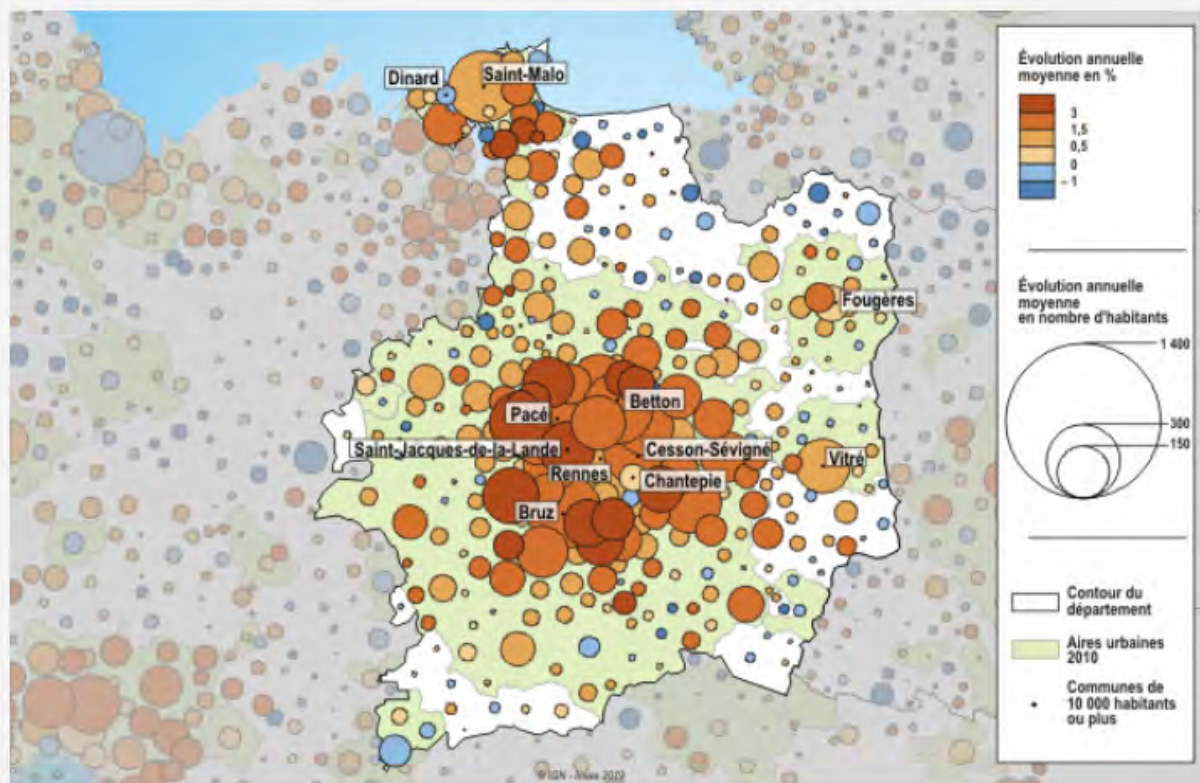 Dinard
Saint-Malo
Fougères
Betton
Pacé
Saint-Jacques-de-la-Lande
Cesson-Sévigné
Vitré
Rennes
Chantepie
Bruz
© IGN - Insee 2019
Évolution annuelle
moyenne en %
3
1,5
0,5
0
- 1
Évolution annuelle
moyenne
en nombre d'habitants
1 400
300
150
Contour du
département
Aires urbaines
2010
Communes de
10 000 habitants
ou plus